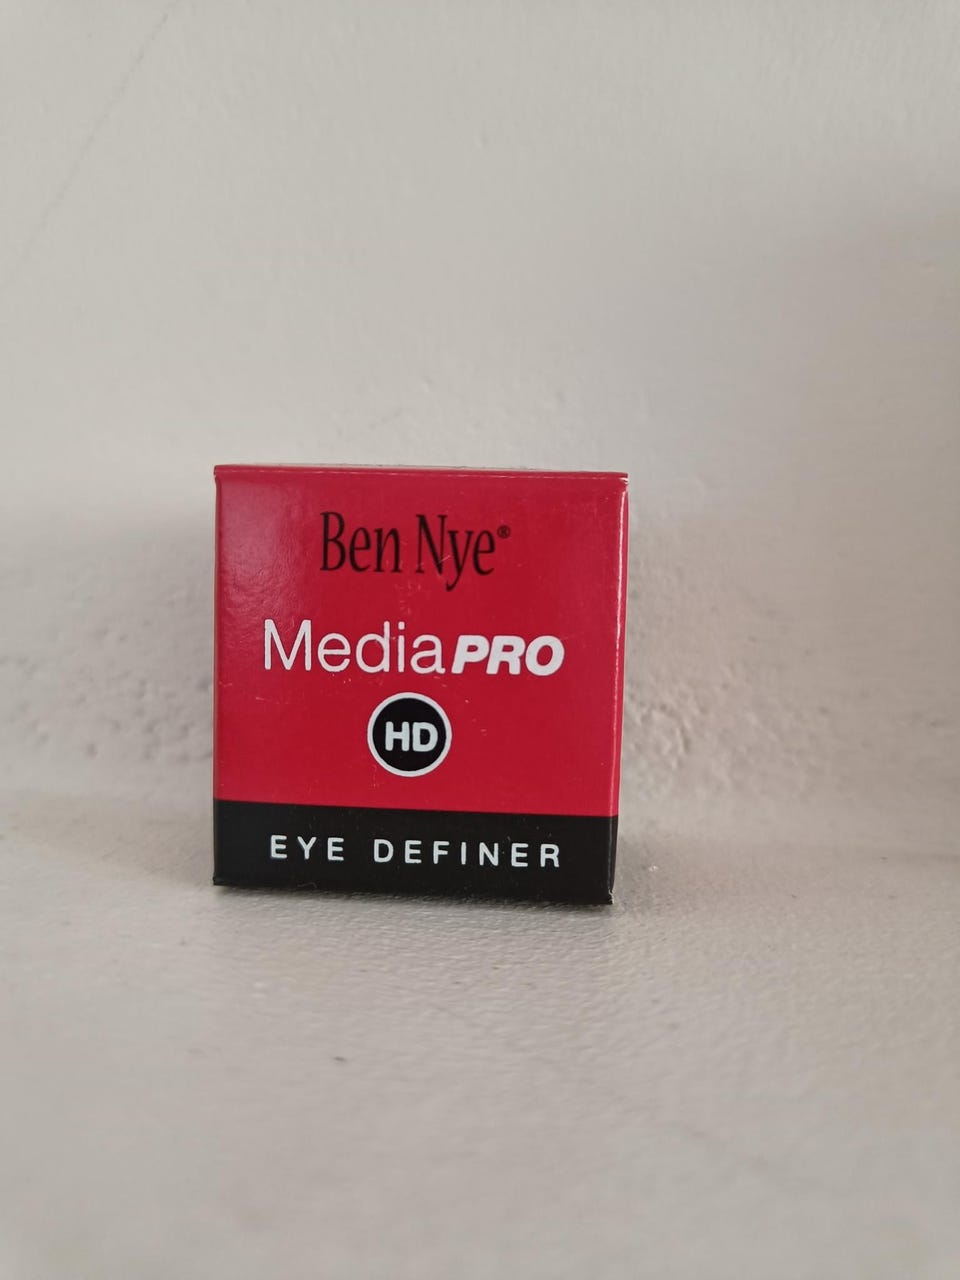 Ben Nye®
MediaPRO
HD
EYE DEFINER